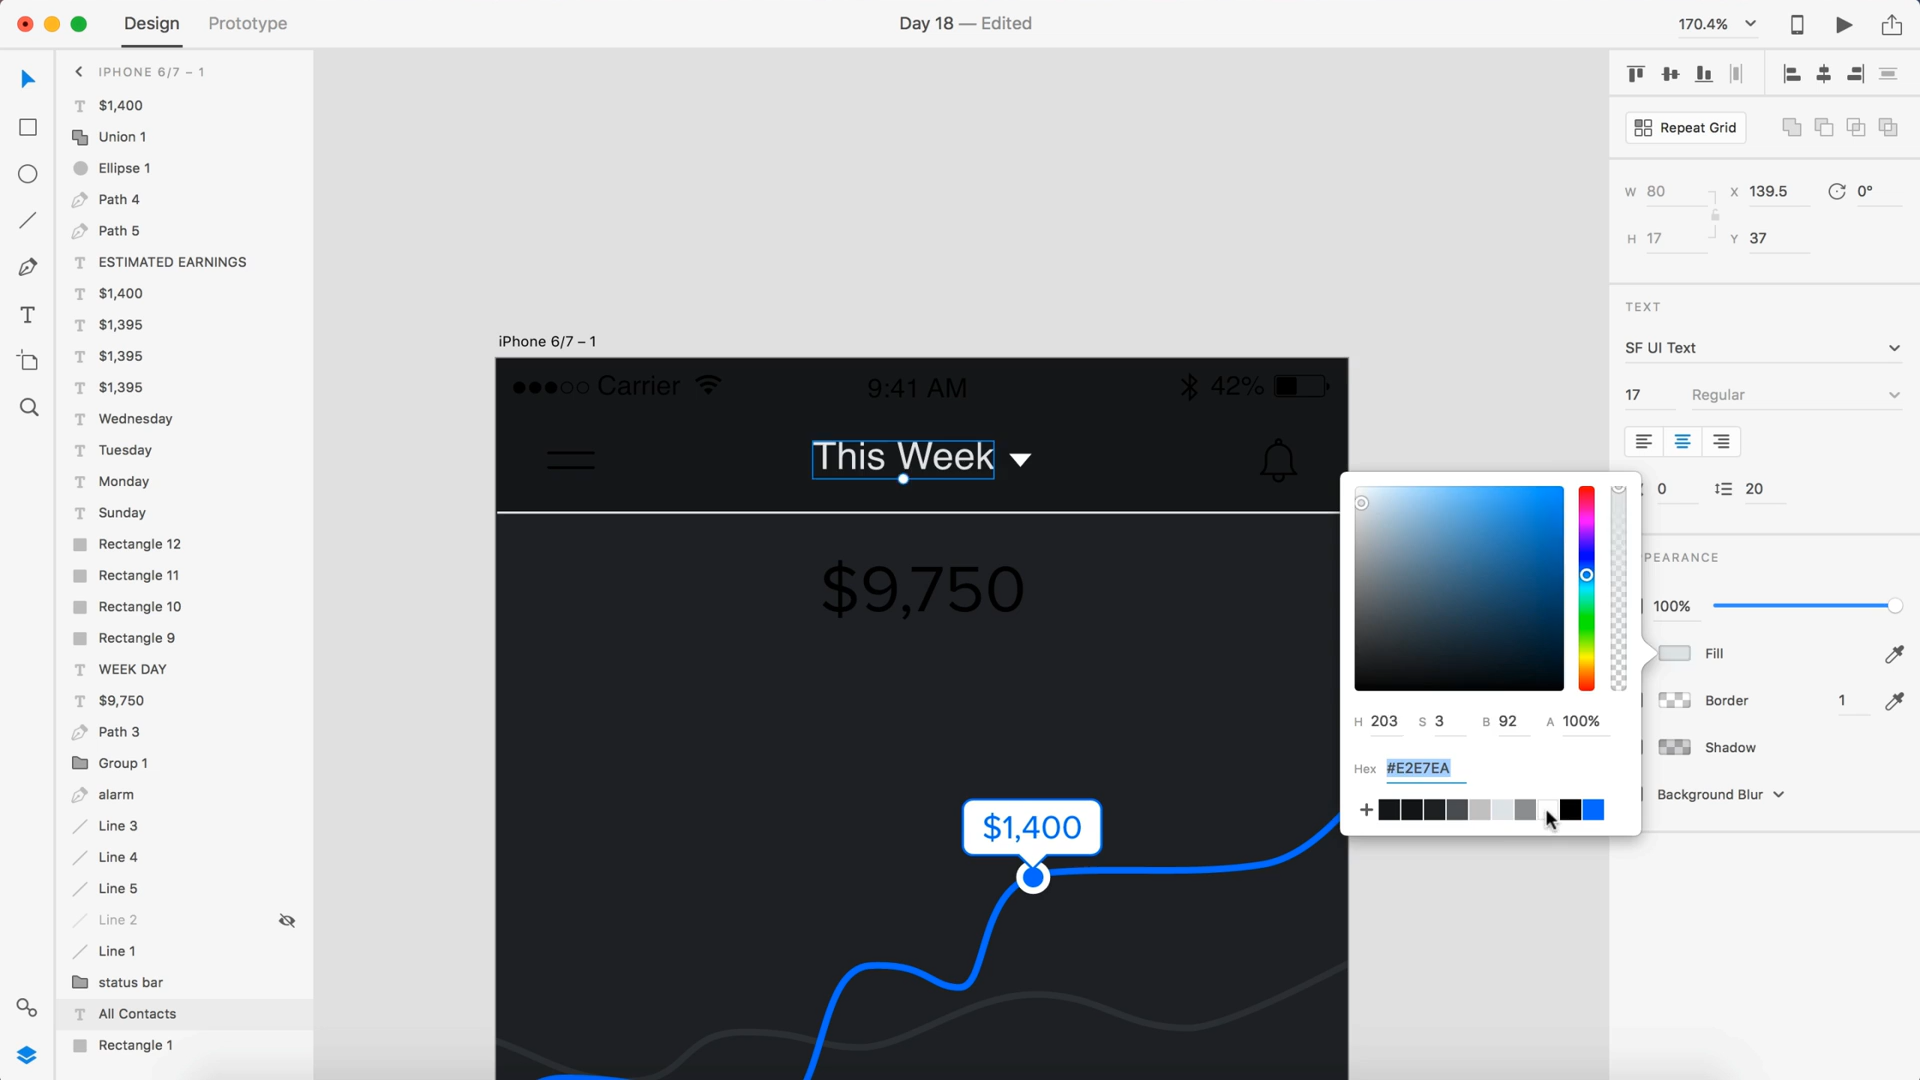 Design Prototype Day 18 — Edited 170.4%
IPHONE 6/7 – 1
$1,400
Union 1
Ellipse 1
Path 4
Path 5
ESTIMATED EARNINGS
$1,400
$1,395
$1,395
$1,395
Wednesday
Tuesday
Monday
Sunday
Rectangle 12
Rectangle 11
Rectangle 10
Rectangle 9
WEEK DAY
$9,750
Path 3
Group 1
alarm
Line 3
Line 4
Line 5
Line 2
Line 1
status bar
All Contacts
Rectangle 1
iPhone 6/7 – 1
Carrier 9:41 AM 42%
This Week
$9,750
$1,400
Repeat Grid
W 80 X 139.5 0°
H 17 Y 37
TEXT
SF UI Text
17 Regular
0 20
PEARANCE
100%
Fill
Border 1
Shadow
Background Blur
H 203 S 3 B 92 A 100%
Hex #E2E7EA